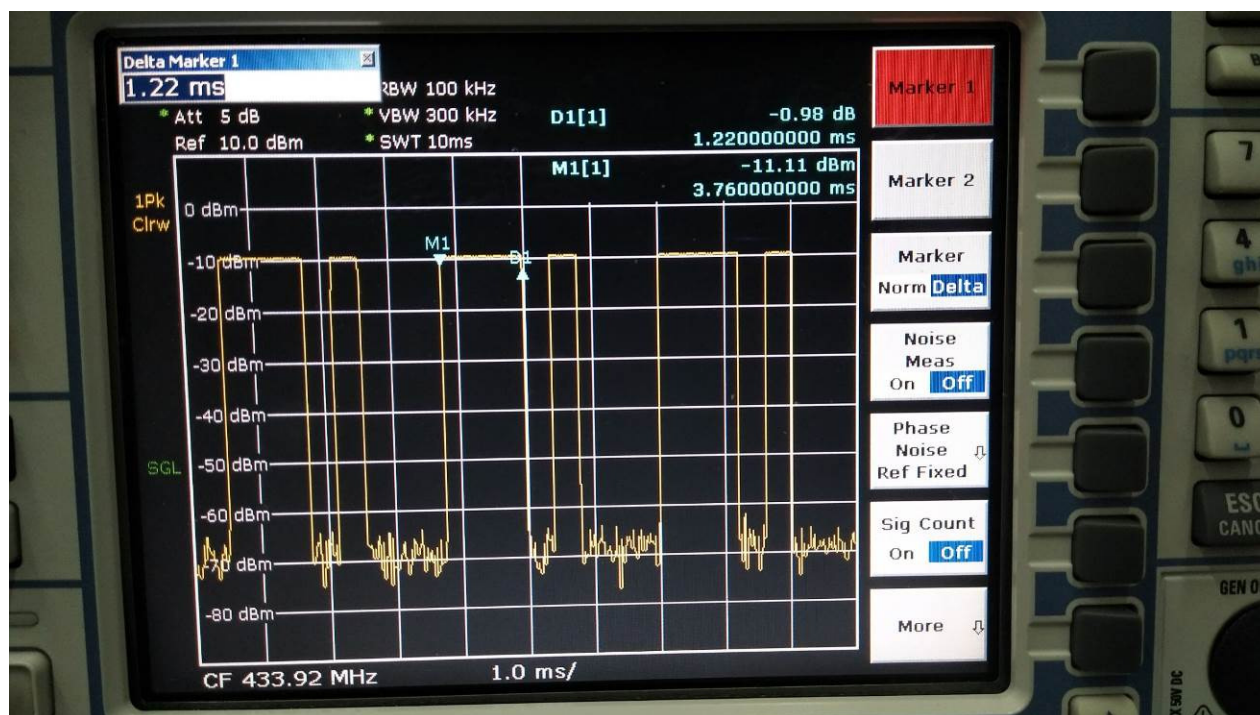 Delta Marker 1
1.22 ms
RBW 100 kHz
* Att 5 dB
* VBW 300 kHz
D1[1]
-0.98 dB
Ref 10.0 dBm
* SWT 10ms
1.220000000 ms
M1[1]
-11.11 dBm
3.760000000 ms
1Pk
Clrw
0 dBm
M1
D1
-10 dBm
-20 dBm
-30 dBm
-40 dBm
SGL
-50 dBm
-60 dBm
-70 dBm
-80 dBm
CF 433.92 MHz
1.0 ms/
Marker 1
Marker 2
Marker
Norm Delta
Noise
Meas
On Off
Phase
Noise
Ref Fixed
Sig Count
On Off
More
7
4
ghi
1
0
GEN O